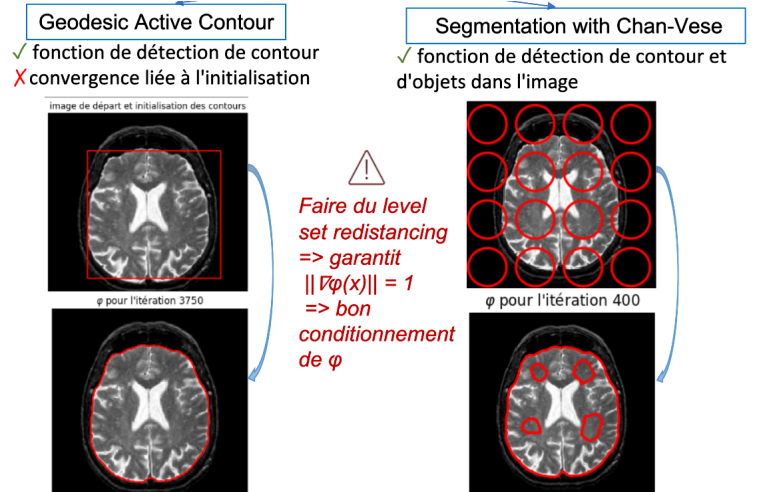 Geodesic Active Contour
✓ fonction de détection de contour
✗convergence liée à l'initialisation
image de départ et initialisation des contours
φ pour l'itération 3750
Faire du level
set redistancing
=> garantit
||∇φ(x)|| = 1
=> bon
conditionnement
de φ
Segmentation with Chan-Vese
✓ fonction de détection de contour et
d'objets dans l'image
φ pour l'itération 400